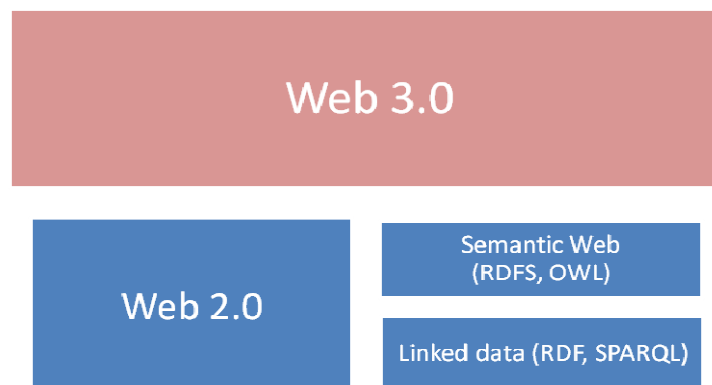 Web 3.0
Web 2.0
Semantic Web
(RDFS, OWL)
Linked data (RDF, SPARQL)